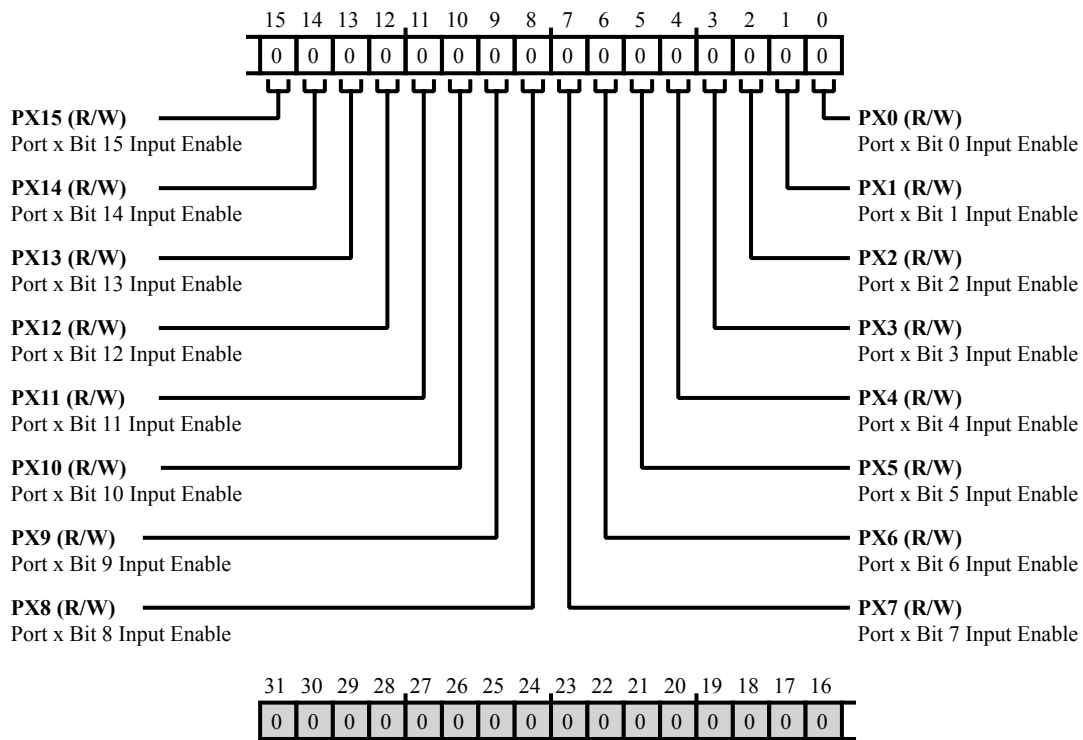 15 14 13 12 11 10 9 8 7 6 5 4 3 2 1 0
0 0 0 0 0 0 0 0 0 0 0 0 0 0 0 0
PX15 (R/W)
Port x Bit 15 Input Enable
PX14 (R/W)
Port x Bit 14 Input Enable
PX13 (R/W)
Port x Bit 13 Input Enable
PX12 (R/W)
Port x Bit 12 Input Enable
PX11 (R/W)
Port x Bit 11 Input Enable
PX10 (R/W)
Port x Bit 10 Input Enable
PX9 (R/W)
Port x Bit 9 Input Enable
PX8 (R/W)
Port x Bit 8 Input Enable
PX0 (R/W)
Port x Bit 0 Input Enable
PX1 (R/W)
Port x Bit 1 Input Enable
PX2 (R/W)
Port x Bit 2 Input Enable
PX3 (R/W)
Port x Bit 3 Input Enable
PX4 (R/W)
Port x Bit 4 Input Enable
PX5 (R/W)
Port x Bit 5 Input Enable
PX6 (R/W)
Port x Bit 6 Input Enable
PX7 (R/W)
Port x Bit 7 Input Enable
31 30 29 28 27 26 25 24 23 22 21 20 19 18 17 16
0 0 0 0 0 0 0 0 0 0 0 0 0 0 0 0